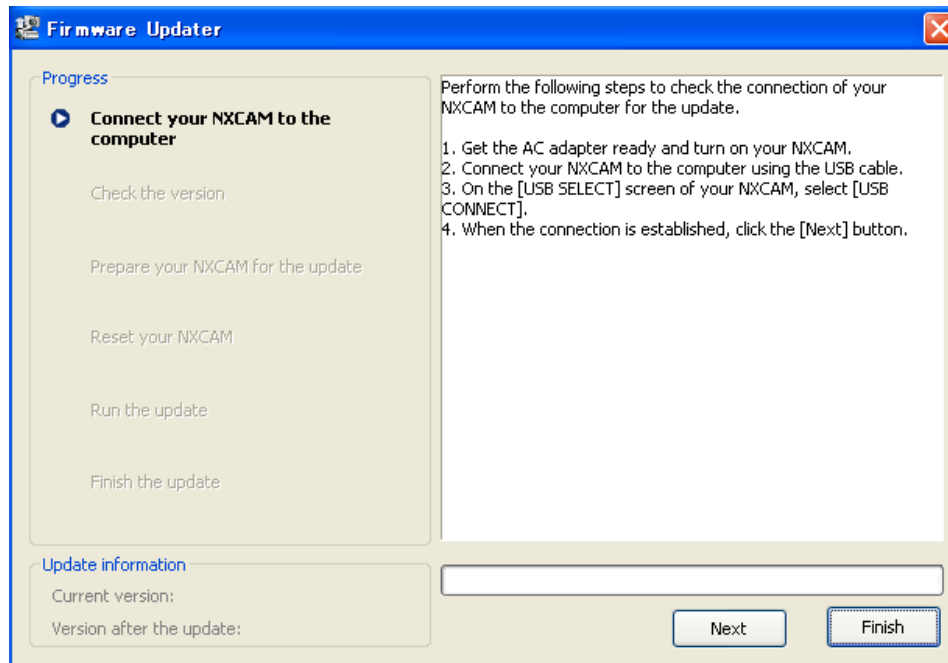 Firmware Updater
Progress
Connect your NXCAM to the
computer
Check the version
Prepare your NXCAM for the update
Reset your NXCAM
Run the update
Finish the update
Perform the following steps to check the connection of your
NXCAM to the computer for the update.
1. Get the AC adapter ready and turn on your NXCAM.
2. Connect your NXCAM to the computer using the USB cable.
3. On the [USB SELECT] screen of your NXCAM, select [USB
CONNECT].
4. When the connection is established, click the [Next] button.
Update information
Current version:
Version after the update:
Next
Finish